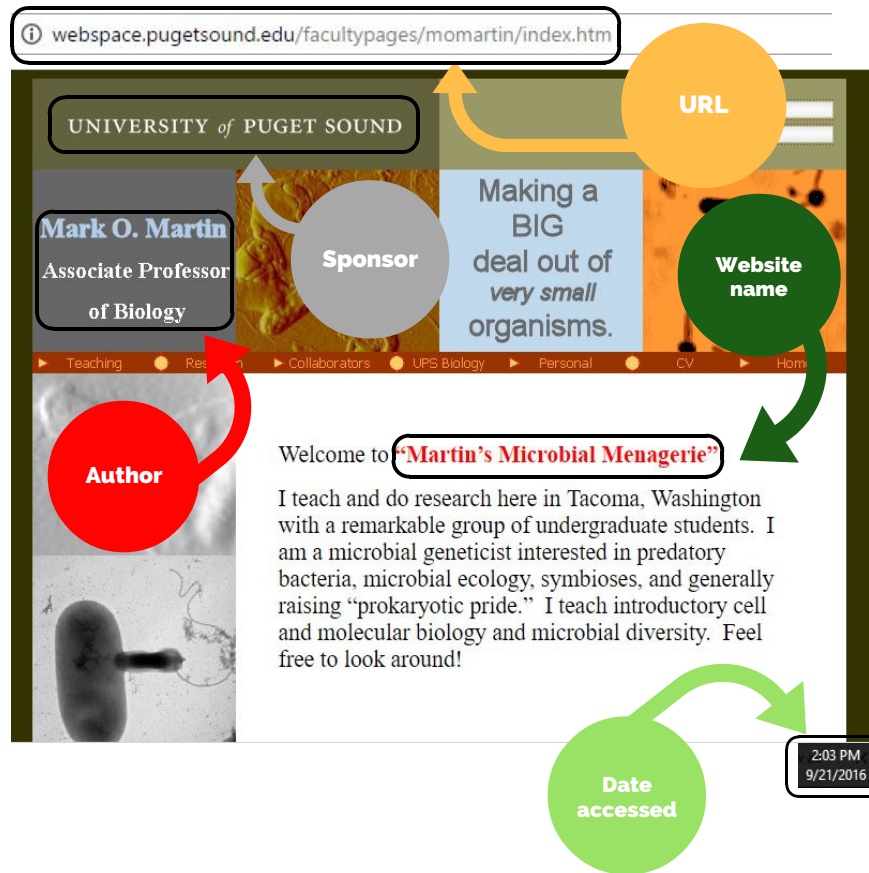 webspace.pugetsound.edu/facultypages/momartin/index.htm
URL
UNIVERSITY of PUGET SOUND
Mark O. Martin
Associate Professor
of Biology
Sponsor
Making a
BIG
deal out of
very small
organisms.
Website
name
Teaching
Collaborators
UPS Biology
Personal
CV
Author
Welcome to “Martin’s Microbial Menagerie”
I teach and do research here in Tacoma, Washington
with a remarkable group of undergraduate students. I
am a microbial geneticist interested in predatory
bacteria, microbial ecology, symbioses, and generally
raising “prokaryotic pride.” I teach introductory cell
and molecular biology and microbial diversity. Feel
free to look around!
Date
accessed
2:03 PM
9/21/2016